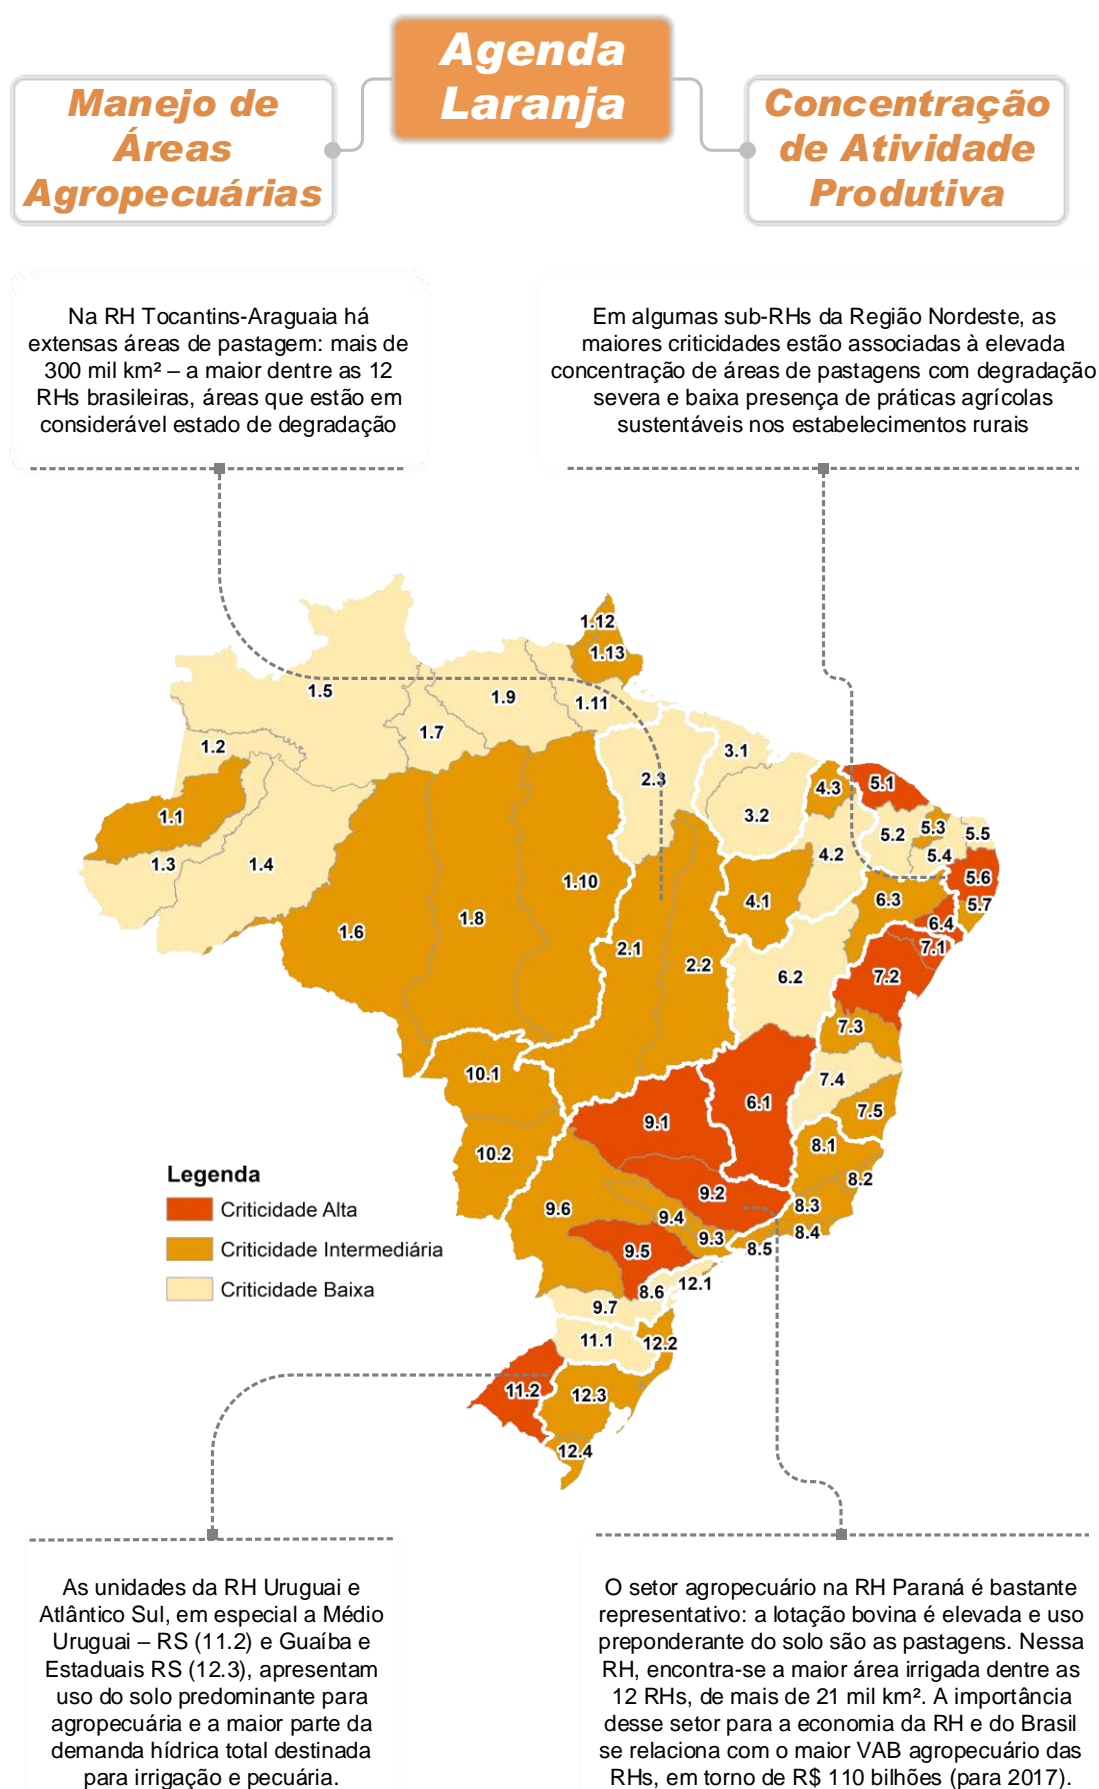 Agenda
Laranja
Manejo de
Áreas
Agropecuárias
Concentração
de Atividade
Produtiva
Na RH Tocantins-Araguaia há
extensas áreas de pastagem: mais de
300 mil km² – a maior dentre as 12
RHs brasileiras, áreas que estão em
considerável estado de degradação
Em algumas sub-RHs da Região Nordeste, as
maiores criticidades estão associadas à elevada
concentração de áreas de pastagens com degradação
severa e baixa presença de práticas agrícolas
sustentáveis nos estabelecimentos rurais
1.12
1.13
1.5
1.9
1.11
1.7
1.2
3.1
2.3
4.3
5.1
1.1
3.2
5.2
5.3
5.5
1.3
1.4
4.2
5.4
1.10
5.6
4.1
6.3
5.7
1.8
1.6
6.4
2.1
7.1
2.2
6.2
7.2
7.3
10.1
7.4
6.1
7.5
9.1
8.1
10.2
8.2
9.2
8.3
9.6
9.4
8.4
9.3
8.5
9.5
12.1
8.6
9.7
11.1
12.2
11.2
12.3
12.4
Legenda
Criticidade Alta
Criticidade Intermediária
Criticidade Baixa
As unidades da RH Uruguai e
Atlântico Sul, em especial a Médio
Uruguai – RS (11.2) e Guaíba e
Estaduais RS (12.3), apresentam
uso do solo predominante para
agropecuária e a maior parte da
demanda hídrica total destinada
para irrigação e pecuária.
O setor agropecuário na RH Paraná é bastante
representativo: a lotação bovina é elevada e uso
preponderante do solo são as pastagens. Nessa
RH, encontra-se a maior área irrigada dentre as
12 RHs, de mais de 21 mil km². A importância
desse setor para a economia da RH e do Brasil
se relaciona com o maior VAB agropecuário das
RHs, em torno de R$ 110 bilhões (para 2017).